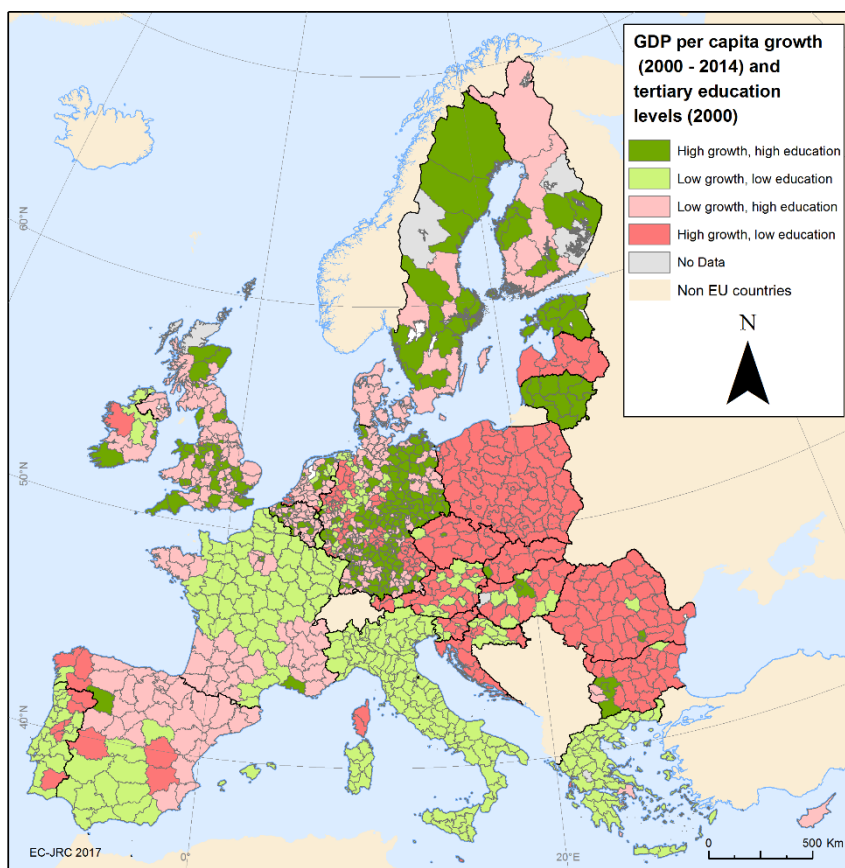 GDP per capita growth
(2000 - 2014) and
tertiary education
levels (2000)
High growth, high education
Low growth, low education
Low growth, high education
High growth, low education
No Data
Non EU countries
N
60°N
50°N
40°N
EC-JRC 2017
0°
20°E
0
500 Km